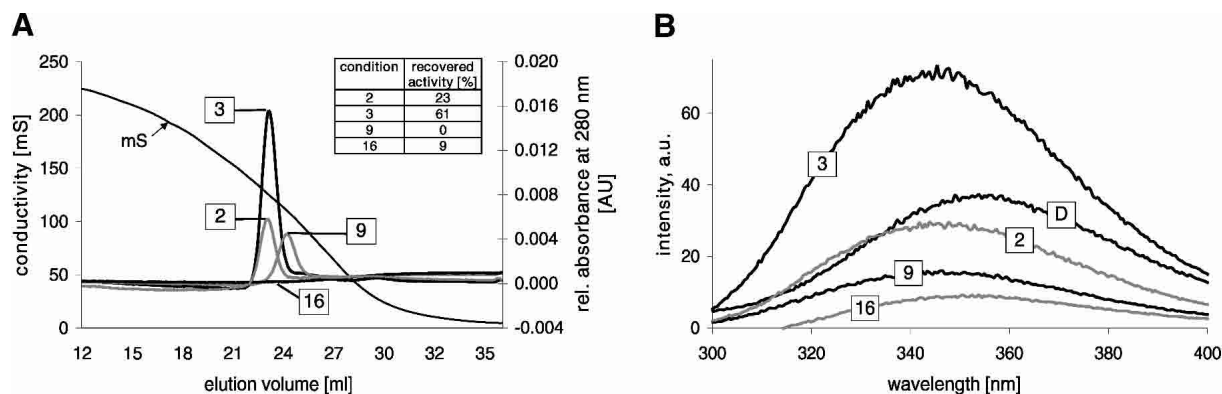 A
B
250
200
150
100
50
0
conductivity [mS]
0.020
0.016
0.012
0.008
0.004
0.000
-0.004
rel. absorbance at 280 nm
[AU]
condition recovered activity [%]
2 23
3 61
9 0
16 9
mS
3
2
9
16
12 15 18 21 24 27 30 32 35
elution volume [ml]
60
40
20
0
intensity, a.u.
3
D
2
9
16
300 320 340 360 380 400
wavelength [nm]